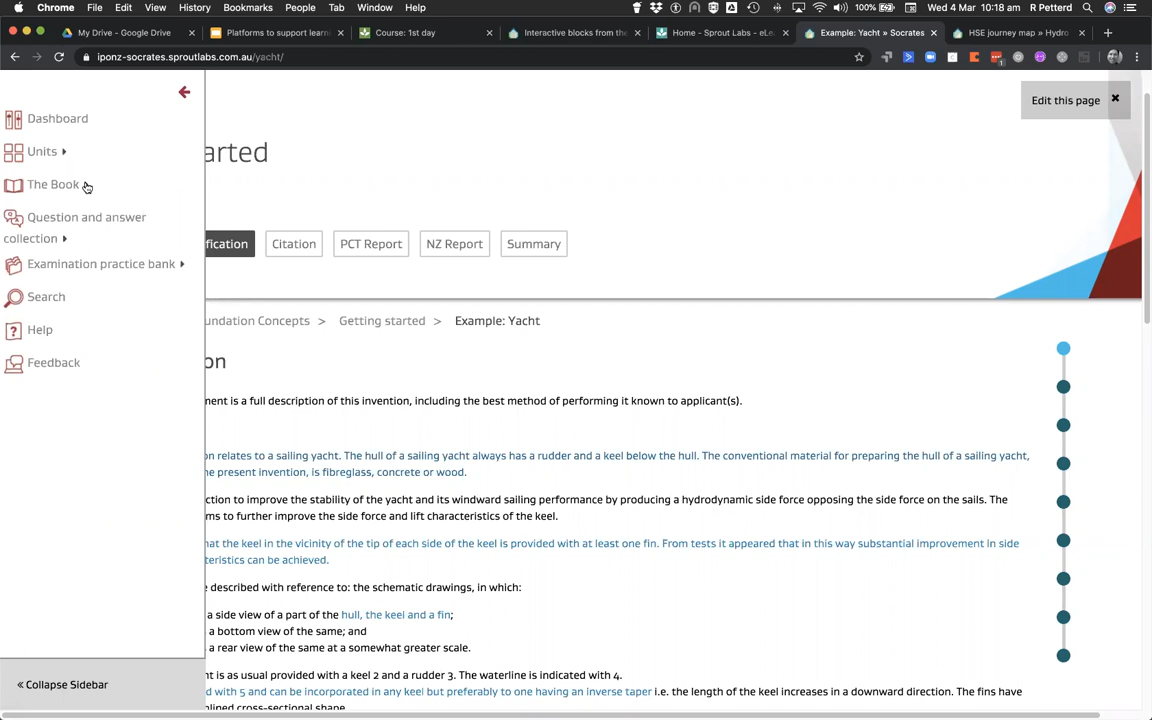 Chrome File Edit View History Bookmarks People Tab Window Help 100% Wed 4 Mar 10:18 am R Petterd
My Drive - Google Drive × Platforms to support learni × Course: 1st day × Interactive blocks from the × Home - Sprout Labs - eLea × Example: Yacht » Socrates × HSE journey map » Hydro × +
iponz-socrates.sproutlabs.com.au/yacht/
Edit this page ×
Dashboard
Units
arted
The Book
Question and answer
collection
fication Citation PCT Report NZ Report Summary
Examination practice bank
Search
undation Concepts > Getting started > Example: Yacht
Help
Feedback
on
ment is a full description of this invention, including the best method of performing it known to applicant(s).
on relates to a sailing yacht. The hull of a sailing yacht always has a rudder and a keel below the hull. The conventional material for preparing the hull of a sailing yacht,
he present invention, is fibreglass, concrete or wood.
ction to improve the stability of the yacht and its windward sailing performance by producing a hydrodynamic side force opposing the side force on the sails. The
ms to further improve the side force and lift characteristics of the keel.
hat the keel in the vicinity of the tip of each side of the keel is provided with at least one fin. From tests it appeared that in this way substantial improvement in side
cteristics can be achieved.
e described with reference to: the schematic drawings, in which:
a side view of a part of the hull, the keel and a fin;
a bottom view of the same; and
a rear view of the same at a somewhat greater scale.
nt is as usual provided with a keel 2 and a rudder 3. The waterline is indicated with 4.
« Collapse Sidebar
d with 5 and can be incorporated in any keel but preferably to one having an inverse taper i.e. the length of the keel increases in a downward direction. The fins have
mlined cross-sectional shape